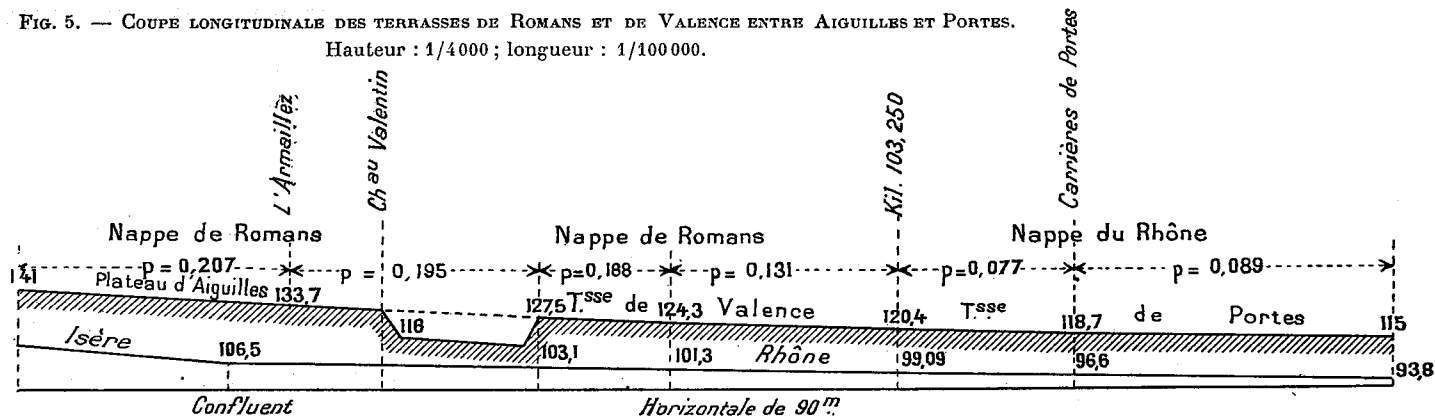 FIG. 5. — COUPE LONGITUDINALE DES TERRASSES DE ROMANS ET DE VALENCE ENTRE AIGUILLES ET PORTES.
Hauteur : 1/4000 ; longueur : 1/100000.
L'Armaillez
Chau Valentin
Kil. 103,250
Carrières de Portes
Nappe de Romans
Nappe de Romans
Nappe du Rhône
p = 0,207
p = 0,195
p=0,188
p = 0,131
p=0,077
p = 0,089
141
Plateau d'Aiguilles
133,7
116
127,5
Tsse de Valence
124,3
120,4
Tsse de Portes
118,7
115
Isère
106,5
103,1
101,3
Rhône
99,09
96,6
93,8
Confluent
Horizontale de 90m